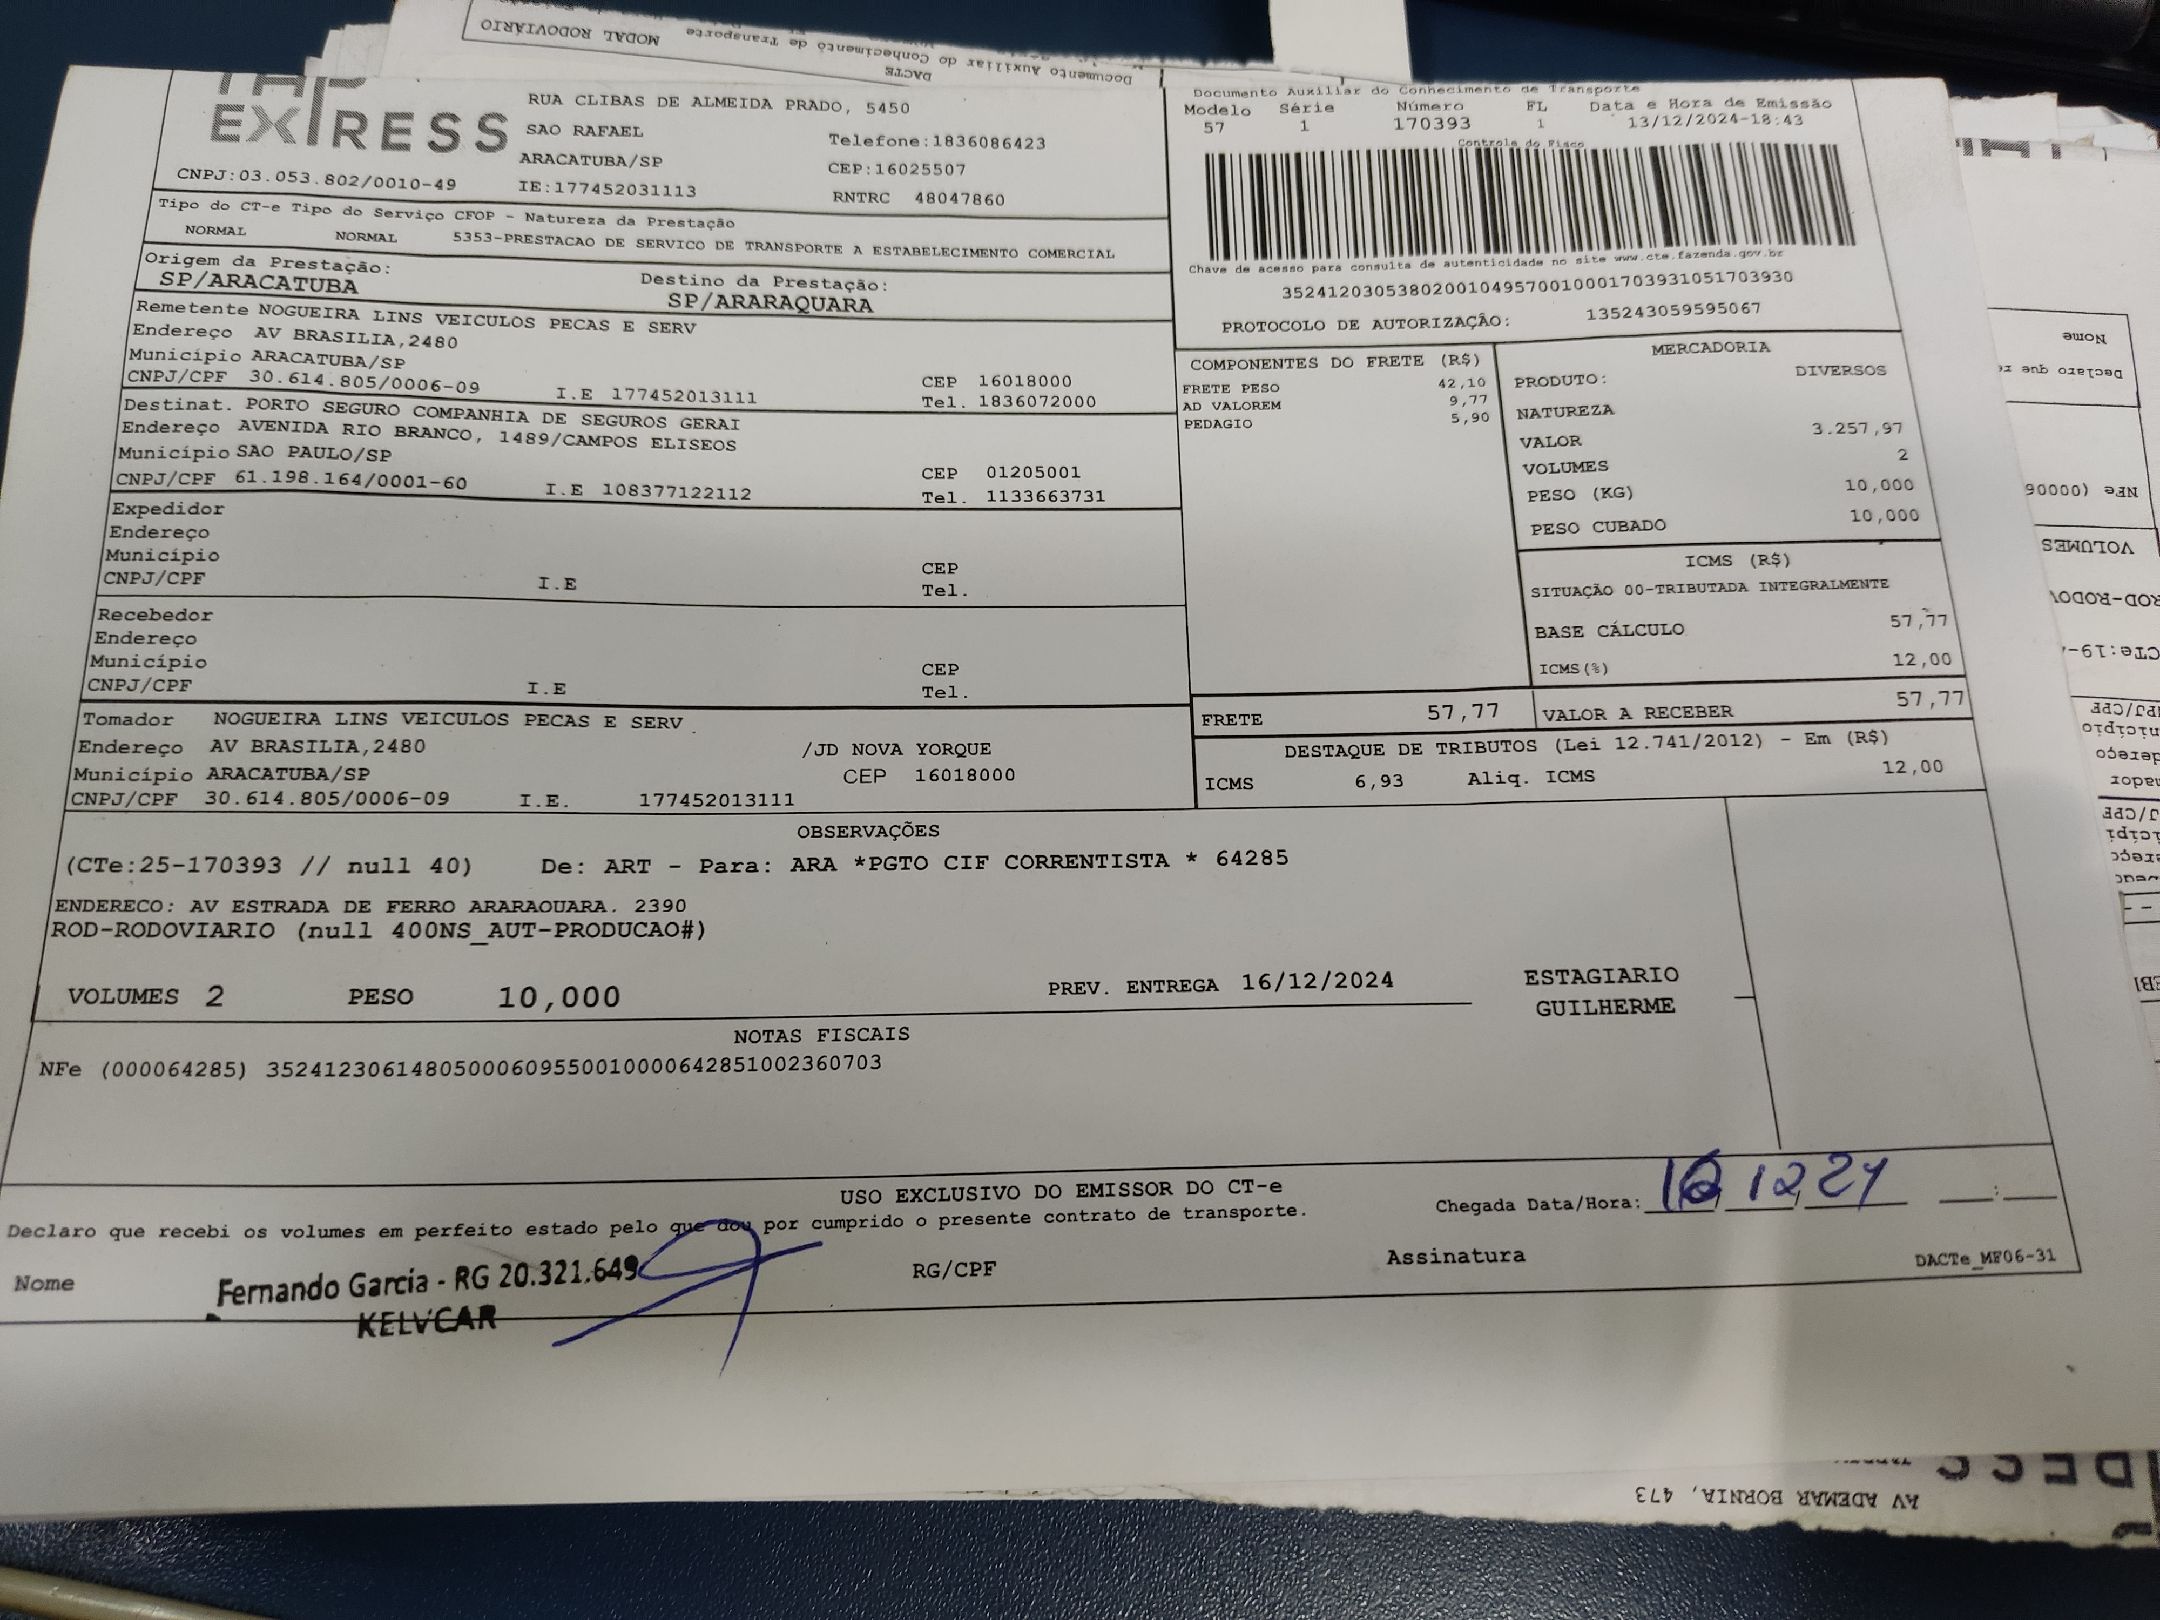 Documento Auxiliar do Conhecimento de Transporte MODAL RODOVIÁRIO
DACTE
EXPRESS
RUA CLIBAS DE ALMEIDA PRADO, 5450
SAO RAFAEL
Telefone:1836086423
ARACATUBA/SP
CEP:16025507
CNPJ:03.053.802/0010-49
IE:177452031113
RNTRC 48047860
Documento Auxiliar do Conhecimento de Transporte
Modelo Série Número FL Data e Hora de Emissão
57 1 170393 1 13/12/2024-18:43
Controle do Fisco
Chave de acesso para consulta de autenticidade no site www.cte.fazenda.gov.br
35241203053802001049570010001703931051703930
PROTOCOLO DE AUTORIZAÇÃO: 135243059595067
Tipo do CT-e Tipo do Serviço CFOP - Natureza da Prestação
NORMAL NORMAL 5353-PRESTACAO DE SERVICO DE TRANSPORTE A ESTABELECIMENTO COMERCIAL
Origem da Prestação: Destino da Prestação:
SP/ARACATUBA SP/ARARAQUARA
Remetente NOGUEIRA LINS VEICULOS PECAS E SERV
Endereço AV BRASILIA,2480
Município ARACATUBA/SP CEP 16018000
CNPJ/CPF 30.614.805/0006-09 I.E 177452013111 Tel. 1836072000
Destinat. PORTO SEGURO COMPANHIA DE SEGUROS GERAI
Endereço AVENIDA RIO BRANCO, 1489/CAMPOS ELISEOS
Município SAO PAULO/SP CEP 01205001
CNPJ/CPF 61.198.164/0001-60 I.E 108377122112 Tel. 1133663731
Expedidor
Endereço
Município CEP
CNPJ/CPF I.E Tel.
Recebedor
Endereço
Município CEP
CNPJ/CPF I.E Tel.
Tomador NOGUEIRA LINS VEICULOS PECAS E SERV
Endereço AV BRASILIA,2480 /JD NOVA YORQUE
Município ARACATUBA/SP CEP 16018000
CNPJ/CPF 30.614.805/0006-09 I.E. 177452013111
COMPONENTES DO FRETE (R$)
FRETE PESO 42,10
AD VALOREM 9,77
PEDAGIO 5,90
MERCADORIA
PRODUTO: DIVERSOS
NATUREZA
VALOR 3.257,97
VOLUMES 2
PESO (KG) 10,000
PESO CUBADO 10,000
ICMS (R$)
SITUAÇÃO 00-TRIBUTADA INTEGRALMENTE
BASE CÁLCULO 57,77
ICMS(%) 12,00
FRETE 57,77 VALOR A RECEBER 57,77
DESTAQUE DE TRIBUTOS (Lei 12.741/2012) - Em (R$)
ICMS 6,93 Aliq. ICMS 12,00
OBSERVAÇÕES
(CTe:25-170393 // null 40) De: ART - Para: ARA *PGTO CIF CORRENTISTA * 64285
ENDERECO: AV ESTRADA DE FERRO ARARAQUARA. 2390
ROD-RODOVIARIO (null 400NS_AUT-PRODUCAO#)
VOLUMES 2 PESO 10,000 PREV. ENTREGA 16/12/2024
ESTAGIARIO
GUILHERME
NOTAS FISCAIS
NFe (000064285) 35241230614805000609550010000642851002360703
USO EXCLUSIVO DO EMISSOR DO CT-e
Declaro que recebi os volumes em perfeito estado pelo que dou por cumprido o presente contrato de transporte.
Chegada Data/Hora: 16 12 24 :
Nome Fernando Garcia - RG 20.321.649 RG/CPF Assinatura
KELVCAR
DACTe_MF06-31
Nome
Declaro que re
NFe (00006
VOLUMES
ROD-RODOV
CTe:19-
AV ADEMAR BORNIA, 473